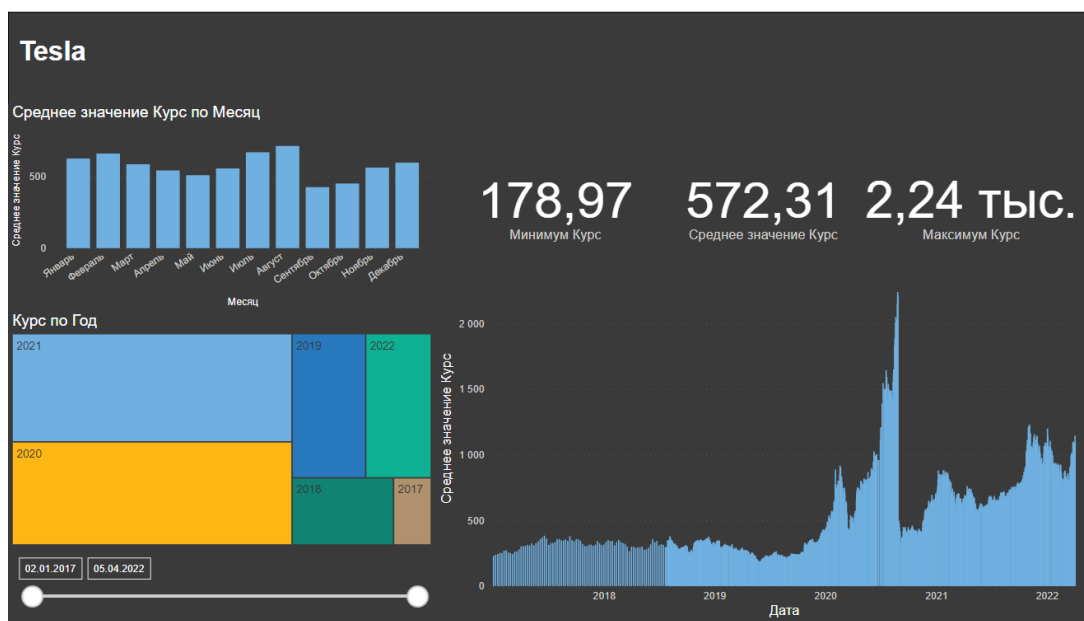 Tesla
Среднее значение Курс по Месяц
Среднее значение Курс
500
0
Январь
Февраль
Март
Апрель
Май
Июнь
Июль
Август
Сентябрь
Октябрь
Ноябрь
Декабрь
Месяц
178,97
Минимум Курс
572,31
Среднее значение Курс
2,24 тыс.
Максимум Курс
Курс по Год
2021
2019
2022
2020
2018
2017
02.01.2017
05.04.2022
Среднее значение Курс
2 000
1 500
1 000
500
0
2018
2019
2020
2021
2022
Дата